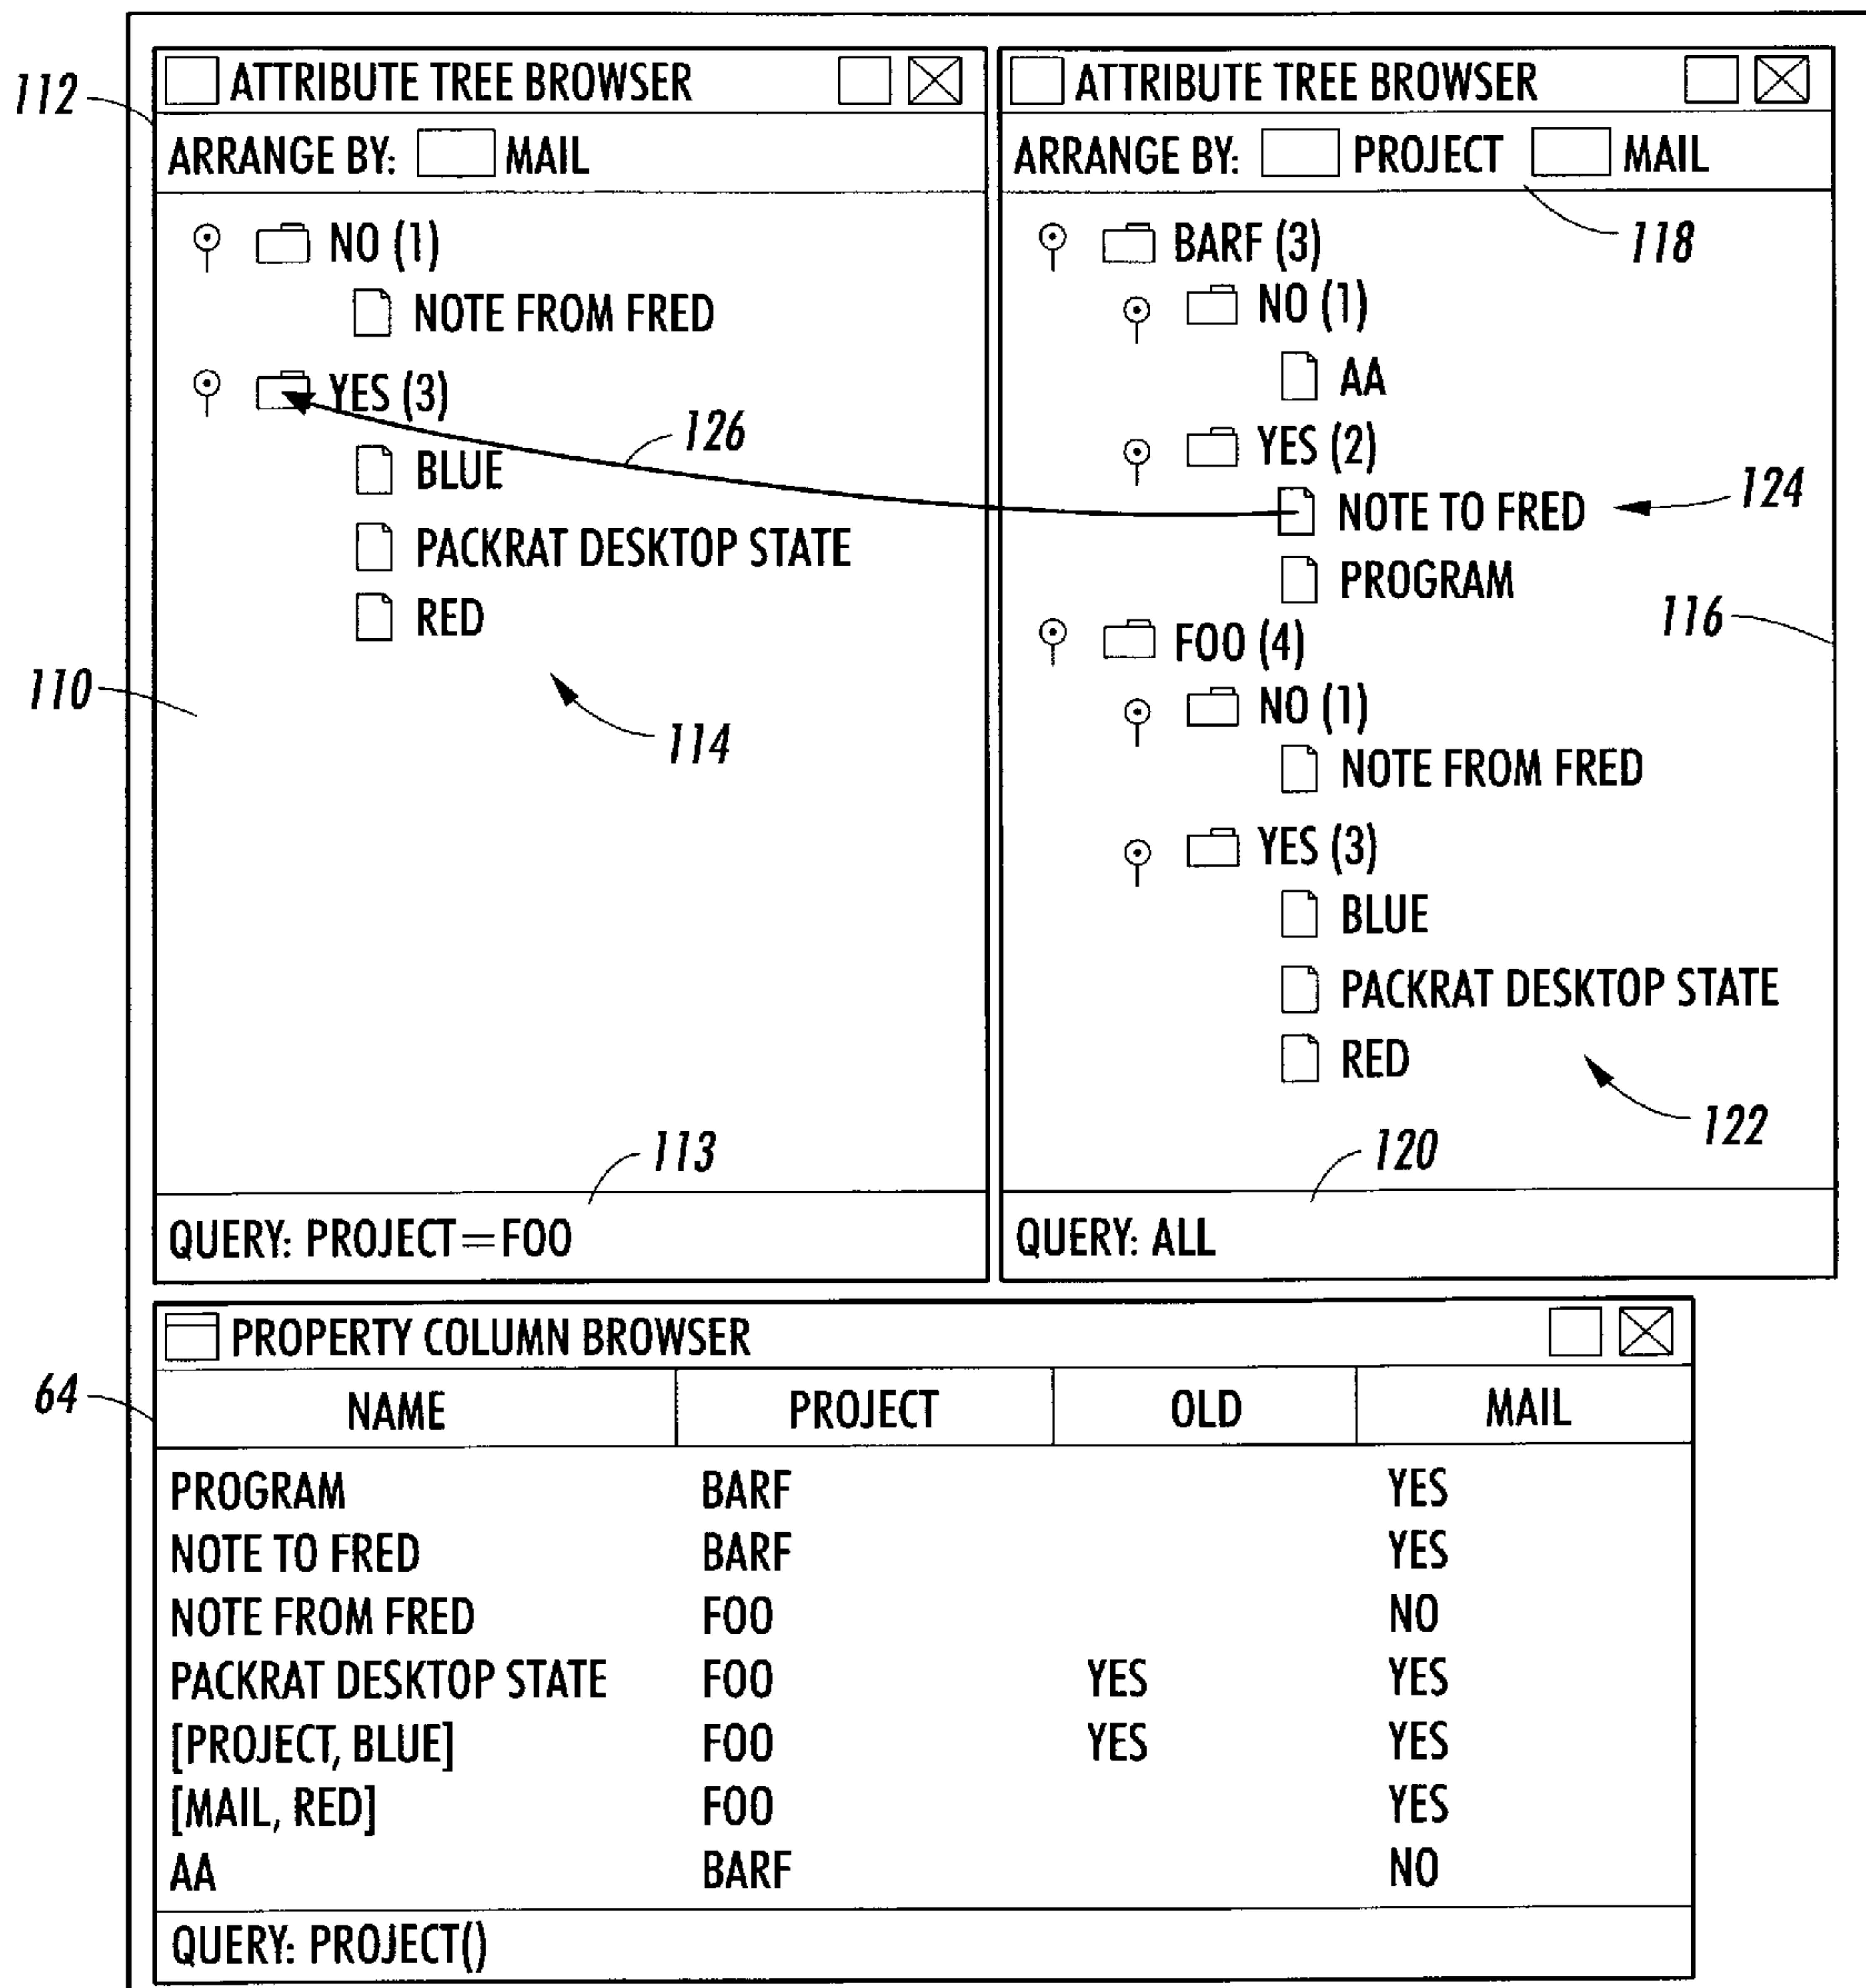 112
ATTRIBUTE TREE BROWSER
ARRANGE BY: MAIL
NO (1)
NOTE FROM FRED
YES (3)
126
BLUE
PACKRAT DESKTOP STATE
RED
110
114
113
QUERY: PROJECT=FOO
ATTRIBUTE TREE BROWSER
ARRANGE BY: PROJECT MAIL
118
BARF (3)
NO (1)
AA
YES (2)
NOTE TO FRED
124
PROGRAM
116
FOO (4)
NO (1)
NOTE FROM FRED
YES (3)
BLUE
PACKRAT DESKTOP STATE
RED
122
120
QUERY: ALL
PROPERTY COLUMN BROWSER
64
NAME PROJECT OLD MAIL
PROGRAM BARF YES
NOTE TO FRED BARF YES
NOTE FROM FRED FOO NO
PACKRAT DESKTOP STATE FOO YES YES
[PROJECT, BLUE] FOO YES YES
[MAIL, RED] FOO YES
AA BARF NO
QUERY: PROJECT()